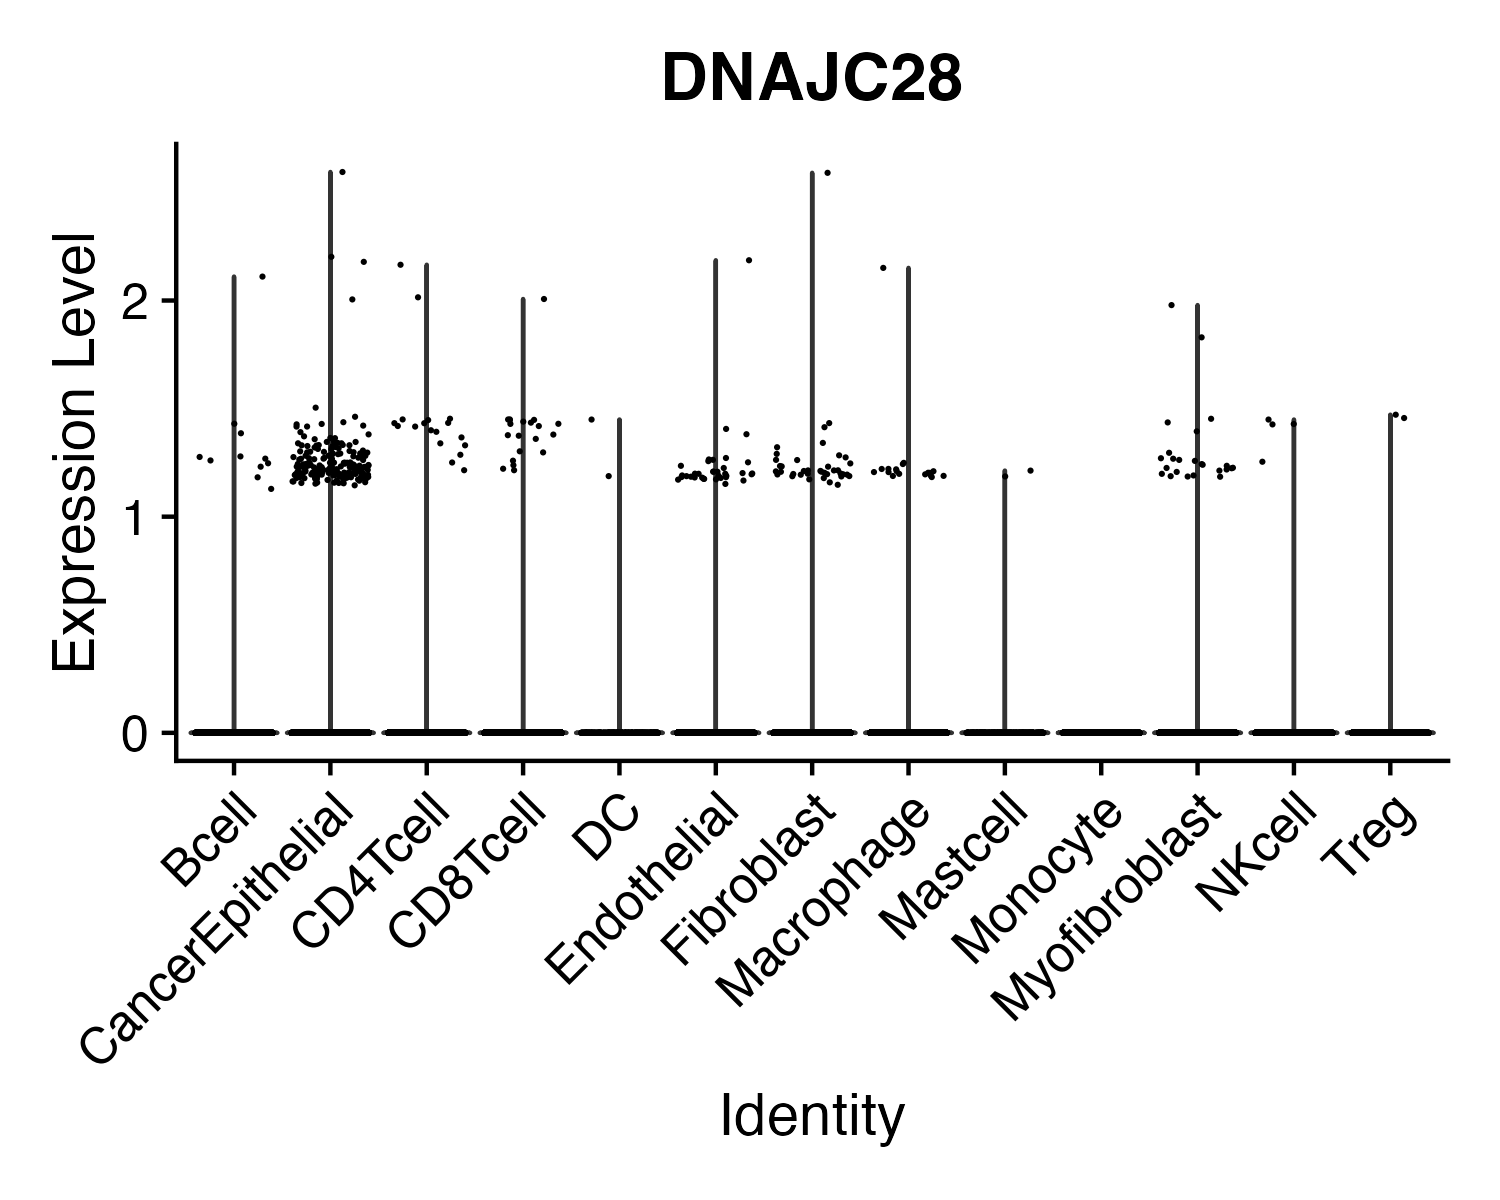 DNAJC28
Expression Level
2
1
0
Bcell
CancerEpithelial
CD4Tcell
CD8Tcell
DC
Endothelial
Fibroblast
Macrophage
Mastcell
Monocyte
Myofibroblast
NKcell
Treg
Identity